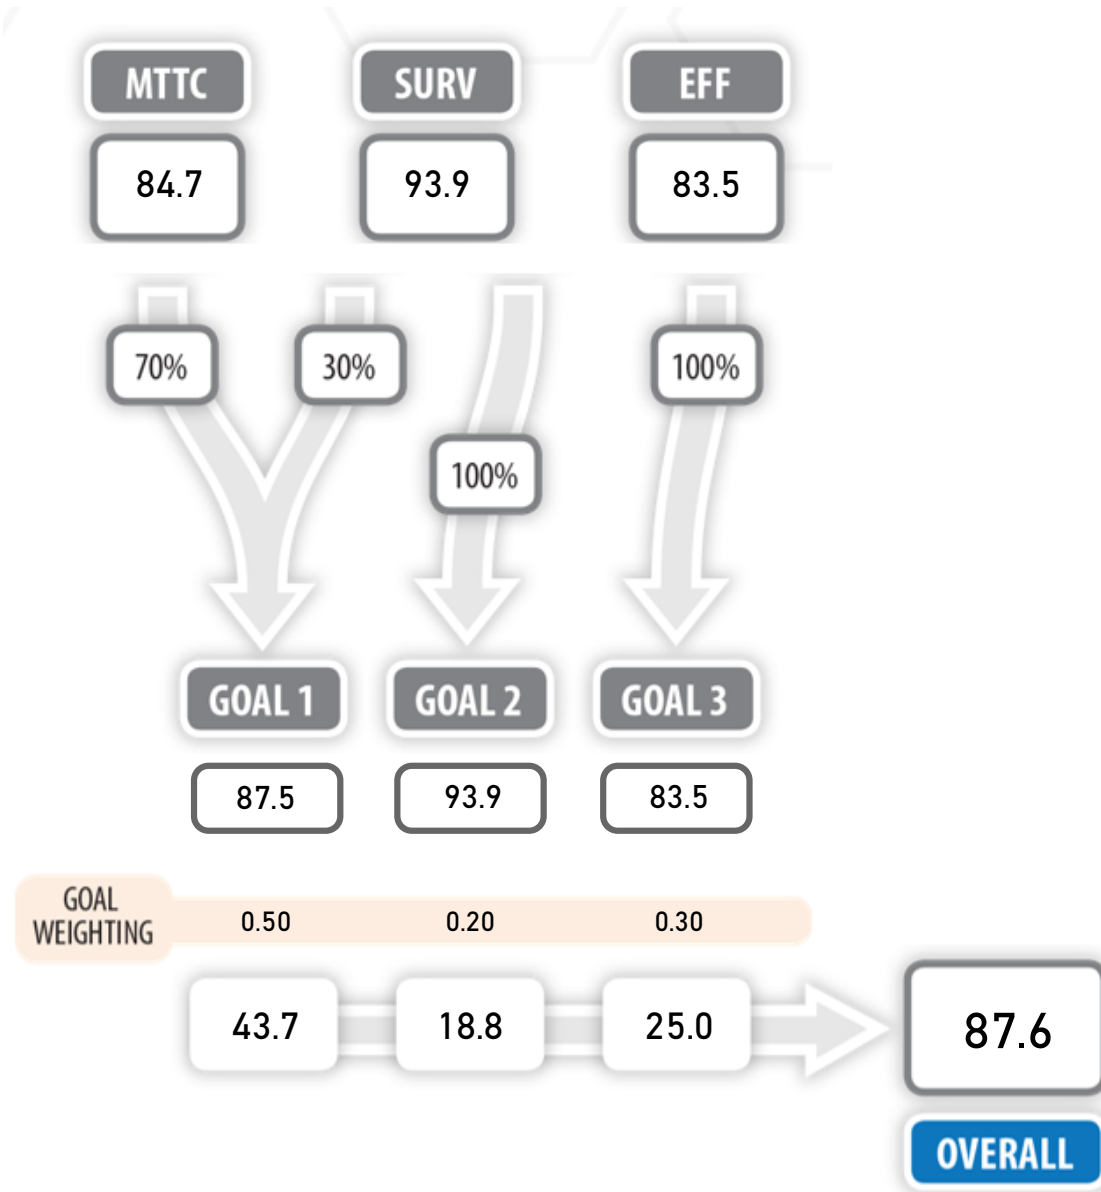 MTTC SURV EFF
84.7 93.9 83.5
70% 30% 100%
100%
GOAL 1 GOAL 2 GOAL 3
87.5 93.9 83.5
GOAL
WEIGHTING
0.50 0.20 0.30
43.7 18.8 25.0 87.6
OVERALL